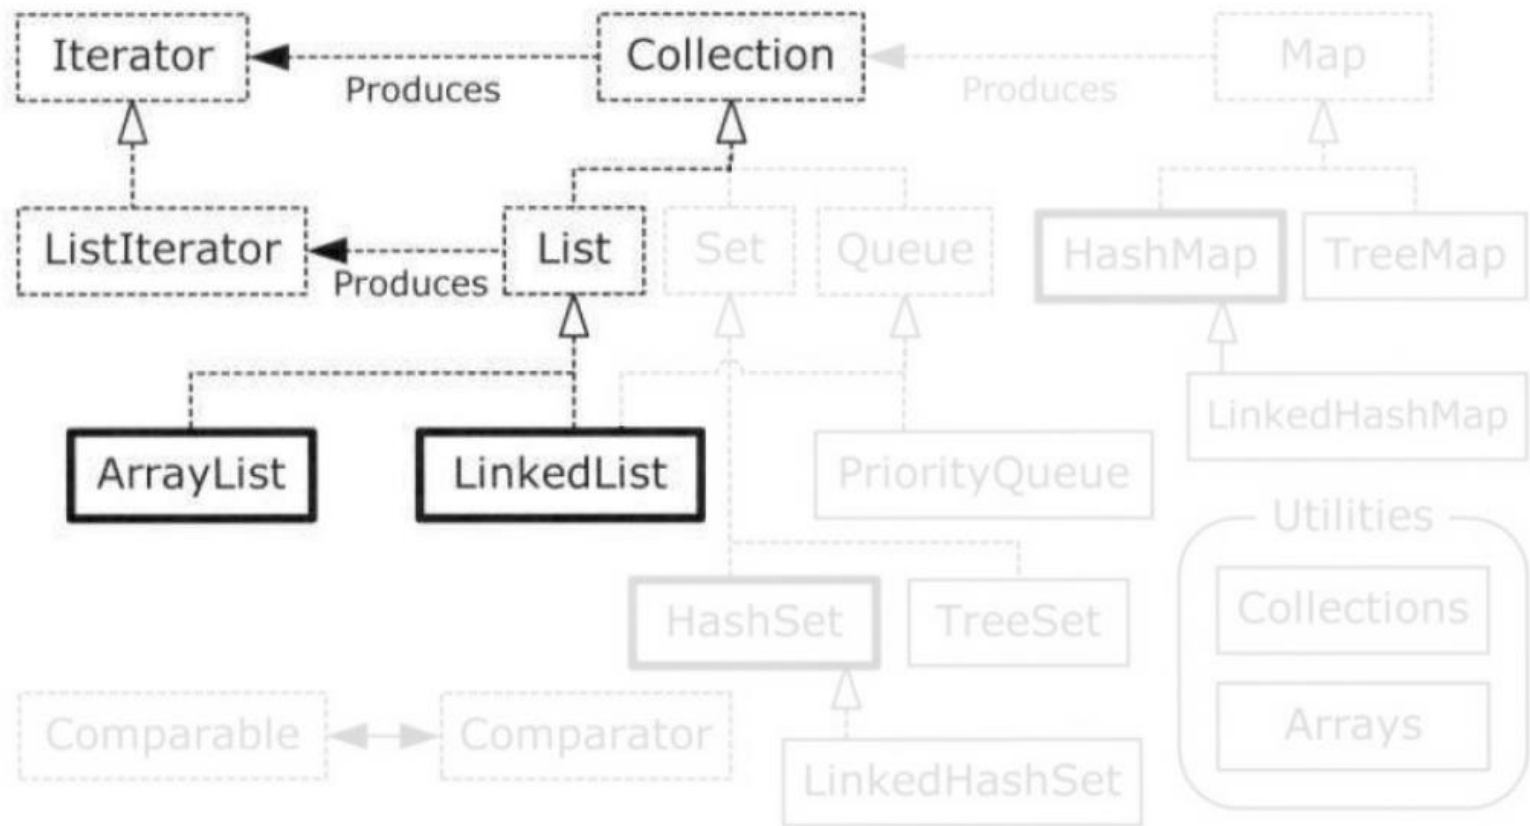 Iterator
Collection
Map
Produces
Produces
ListIterator
List
Set
Queue
HashMap
TreeMap
Produces
LinkedHashMap
ArrayList
LinkedList
PriorityQueue
Utilities
HashSet
TreeSet
Collections
Comparable
Comparator
Arrays
LinkedHashSet